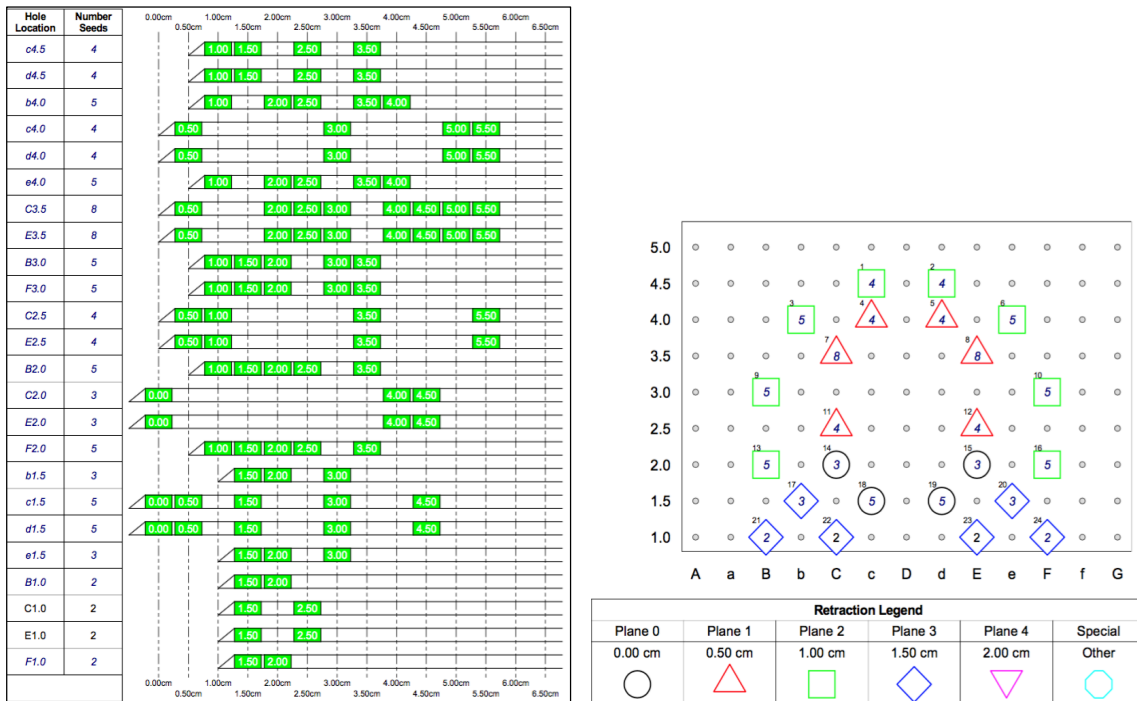 Hole Location Number Seeds 0.00cm 1.00cm 2.00cm 3.00cm 4.00cm 5.00cm 6.00cm
0.50cm 1.50cm 2.50cm 3.50cm 4.50cm 5.50cm 6.50cm
c4.5 4 1.00 1.50 2.50 3.50
d4.5 4 1.00 1.50 2.50 3.50
b4.0 5 1.00 2.00 2.50 3.50 4.00
c4.0 4 0.50 3.00 5.00 5.50
d4.0 4 0.50 3.00 5.00 5.50
e4.0 5 1.00 2.00 2.50 3.50 4.00
C3.5 8 0.50 2.00 2.50 3.00 4.00 4.50 5.00 5.50
E3.5 8 0.50 2.00 2.50 3.00 4.00 4.50 5.00 5.50
B3.0 5 1.00 1.50 2.00 3.00 3.50
F3.0 5 1.00 1.50 2.00 3.00 3.50
C2.5 4 0.50 1.00 3.50 5.50
E2.5 4 0.50 1.00 3.50 5.50
B2.0 5 1.00 1.50 2.00 2.50 3.50
C2.0 3 0.00 4.00 4.50
E2.0 3 0.00 4.00 4.50
F2.0 5 1.00 1.50 2.00 2.50 3.50
b1.5 3 1.50 2.00 3.00
c1.5 5 0.00 0.50 1.50 3.00 4.50
d1.5 5 0.00 0.50 1.50 3.00 4.50
e1.5 3 1.50 2.00 3.00
B1.0 2 1.50 2.00
C1.0 2 1.50 2.50
E1.0 2 1.50 2.50
F1.0 2 1.50 2.00
0.00cm 1.00cm 2.00cm 3.00cm 4.00cm 5.00cm 6.00cm
0.50cm 1.50cm 2.50cm 3.50cm 4.50cm 5.50cm 6.50cm
5.0
4.5 1 4 2 4
4.0 3 5 4 4 5 4 6 5
3.5 7 8 8 8
3.0 9 5 10 5
2.5 11 4 12 4
2.0 13 5 14 3 15 3 16 5
1.5 17 3 18 5 19 5 20 3
1.0 21 2 22 2 23 2 24 2
A a B b C c D d E e F f G
Retraction Legend
Plane 0 Plane 1 Plane 2 Plane 3 Plane 4 Special
0.00 cm 0.50 cm 1.00 cm 1.50 cm 2.00 cm Other